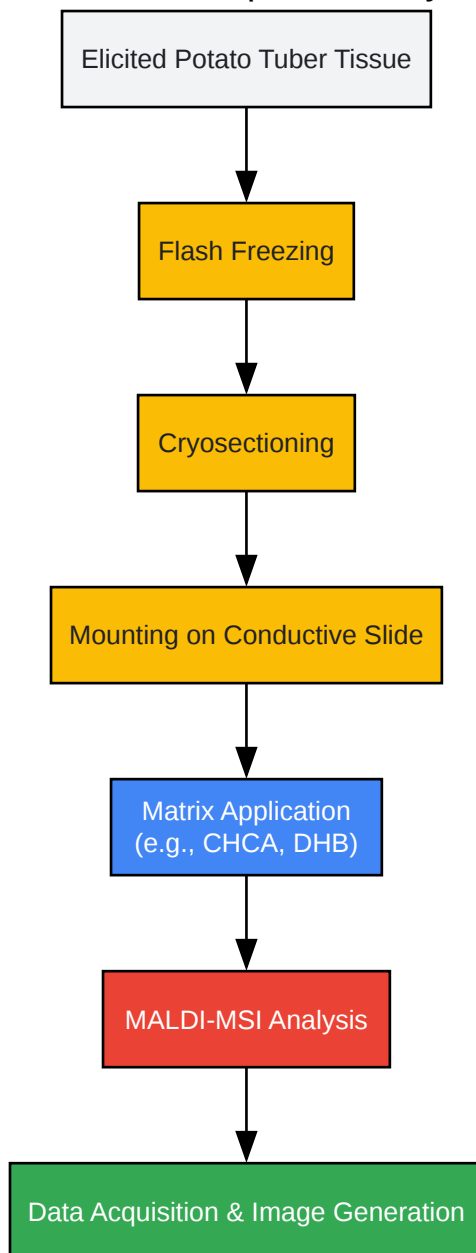 Elicited Potato Tuber Tissue
Flash Freezing
Cryosectioning
Mounting on Conductive Slide
Matrix Application
(e.g., CHCA, DHB)
MALDI-MSI Analysis
Data Acquisition & Image Generation